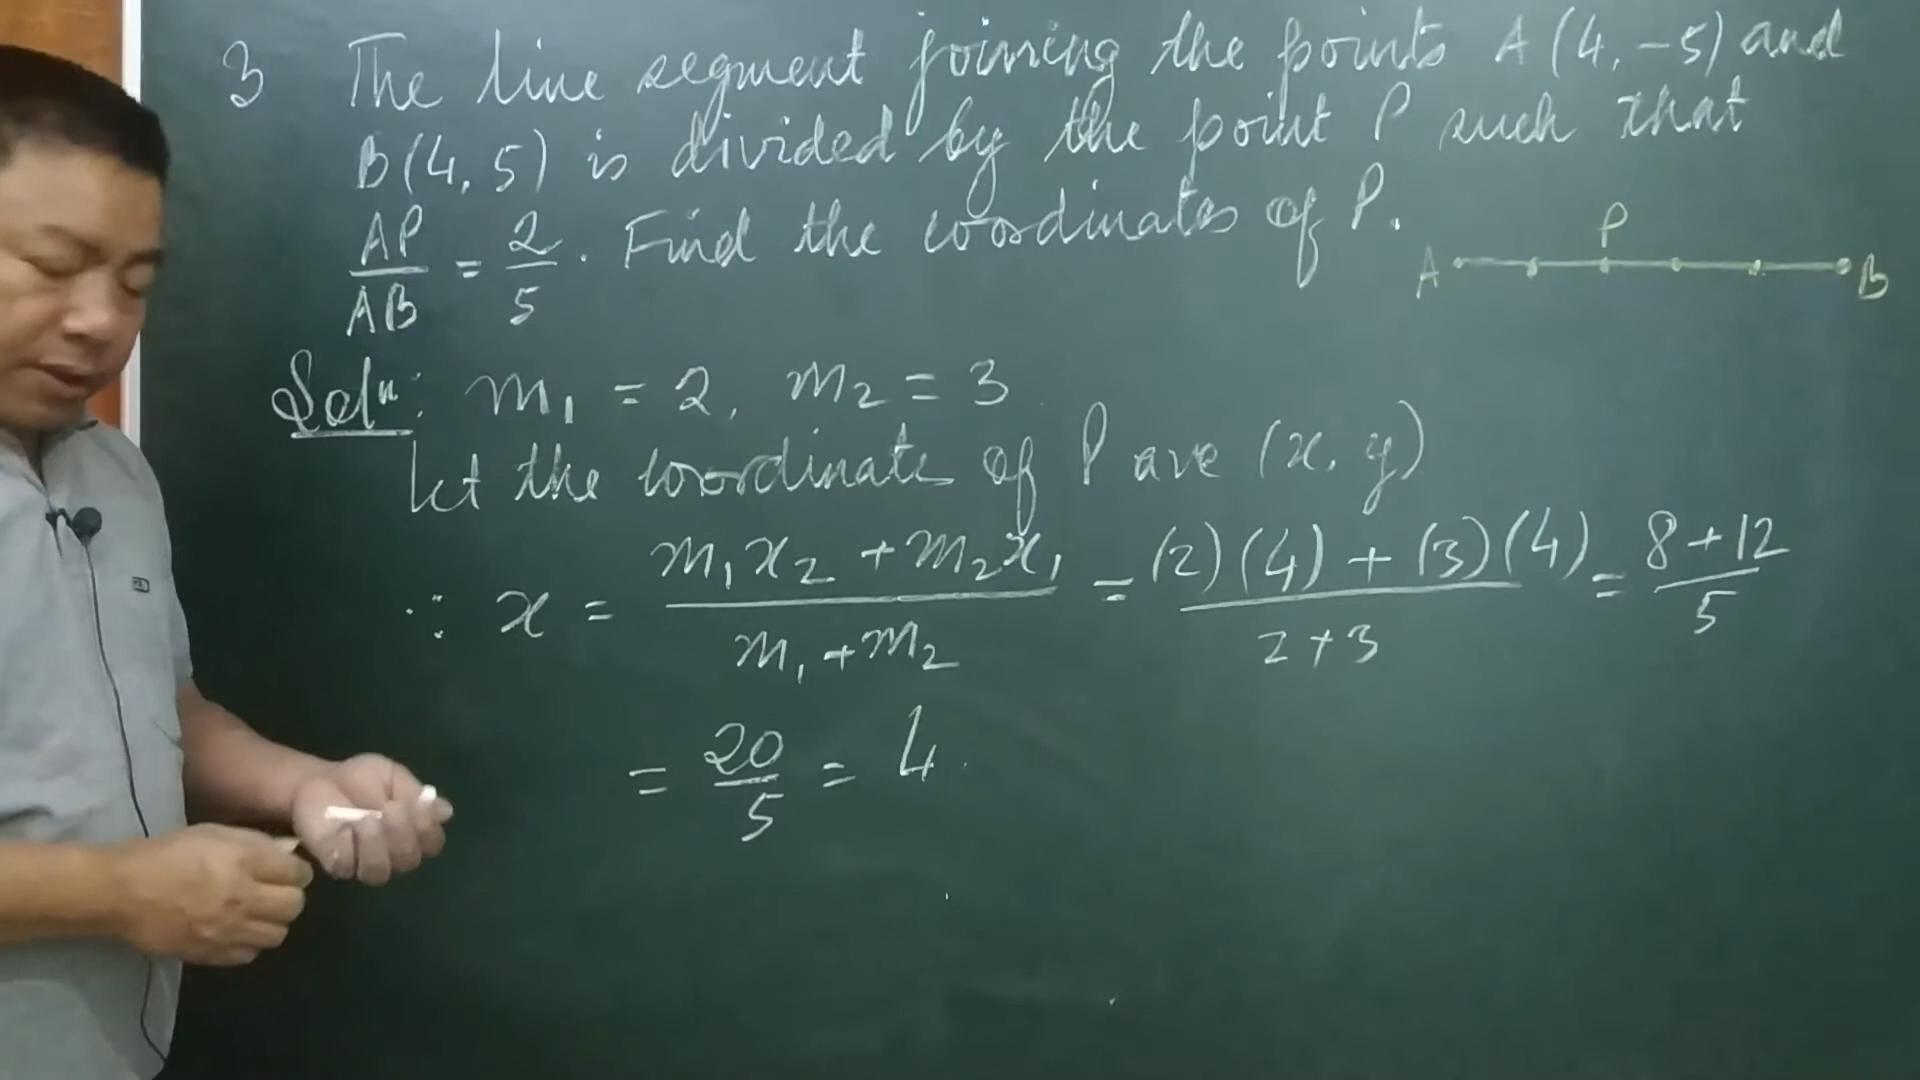 3 The line segment joining the points A(4, -5) and
B(4, 5) is divided by the point P such that
AP/AB = 2/5. Find the coordinates of P.
A P B
Solⁿ: m₁ = 2, m₂ = 3
Let the coordinate of P are (x, y)
∵ x = (m₁x₂ + m₂x₁)/(m₁ + m₂) = ((2)(4) + (3)(4))/(2+3) = (8+12)/5
= 20/5 = 4.